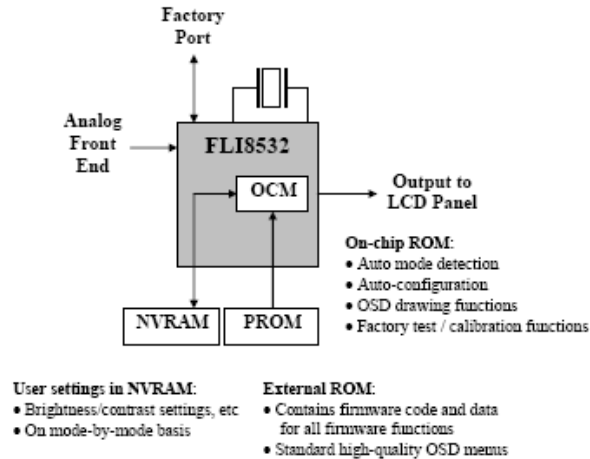 Factory
Port
Analog
Front
End
FLI8532
OCM
Output to
LCD Panel
On-chip ROM:
• Auto mode detection
• Auto-configuration
• OSD drawing functions
• Factory test / calibration functions
NVRAM
PROM
User settings in NVRAM:
• Brightness/contrast settings, etc
• On mode-by-mode basis
External ROM:
• Contains firmware code and data
for all firmware functions
• Standard high-quality OSD menus